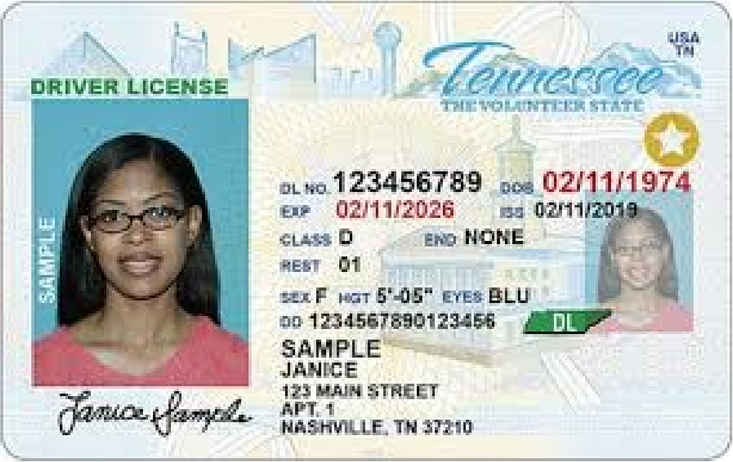 USA
TN
Tennessee
THE VOLUNTEER STATE
DRIVER LICENSE
SAMPLE
DL NO. 123456789 DOB 02/11/1974
EXP 02/11/2026 ISS 02/11/2019
CLASS D END NONE
REST 01
SEX F HGT 5'-05" EYES BLU
DD 1234567890123456
DL
SAMPLE
JANICE
123 MAIN STREET
APT. 1
NASHVILLE, TN 37210
Janice Sample